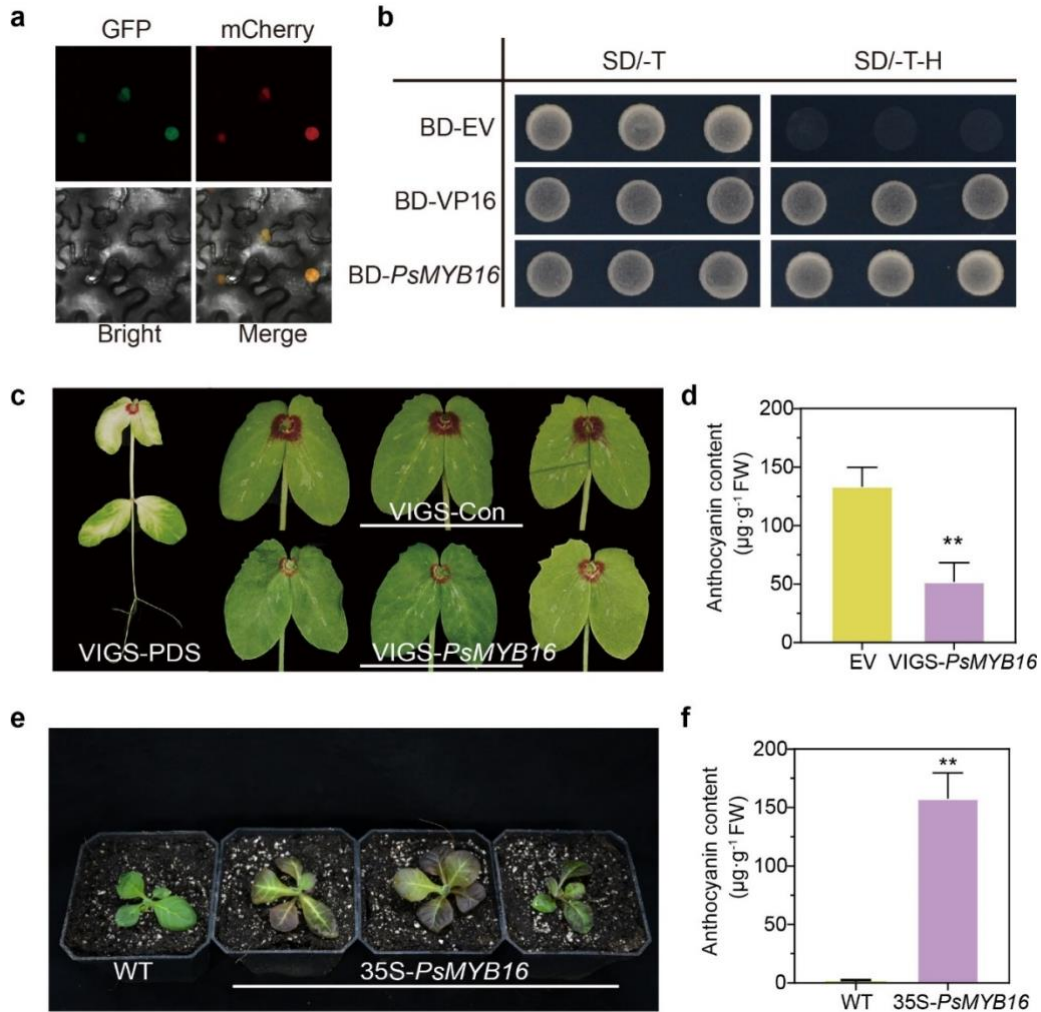 a
GFP mCherry
Bright Merge
b
SD/-T SD/-T-H
BD-EV
BD-VP16
BD-PsMYB16
c
VIGS-Con
VIGS-PDS VIGS-PsMYB16
d
200
150
100
50
0
Anthocyanin content
(μg·g⁻¹ FW)
**
EV VIGS-PsMYB16
e
WT 35S-PsMYB16
f
200
150
100
50
0
Anthocyanin content
(μg·g⁻¹ FW)
**
WT 35S-PsMYB16